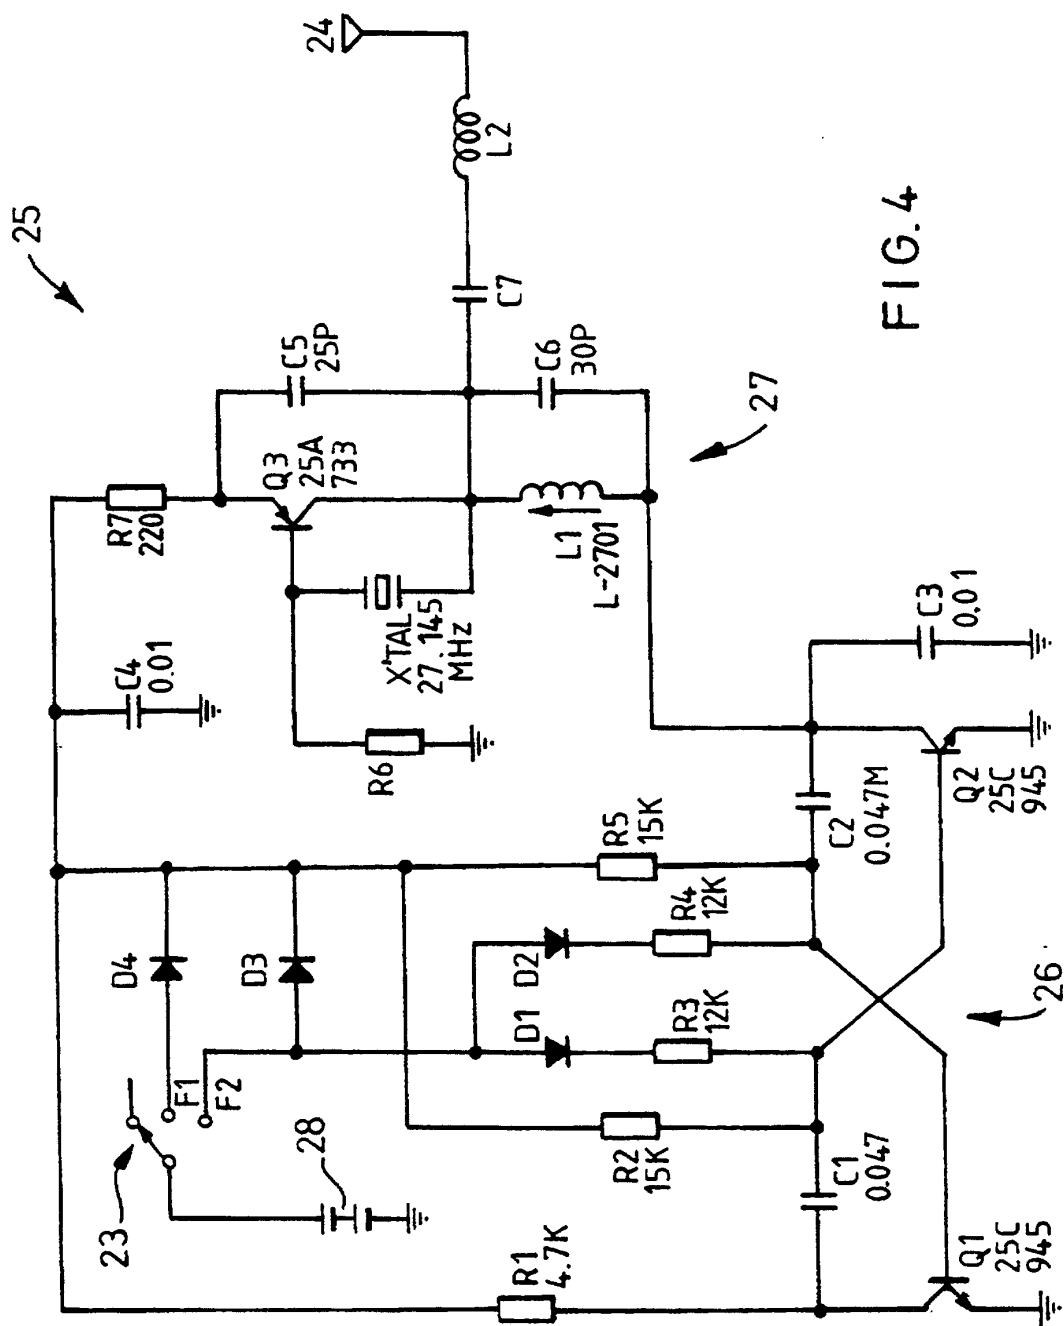 25
24
L2
C7
C5
25P
C6
30P
FIG.4
27
R7
220
Q3
25A
733
L1
L-2701
X'TAL
27.145
MHz
C4
0.01
R6
C3
0.01
Q2
25C
945
C2
0.047M
R5
15K
R4
12K
D2
D1
R3
12K
26
D4
D3
F1
F2
23
28
R2
15K
C1
0.047
R1
4.7K
Q1
25C
945